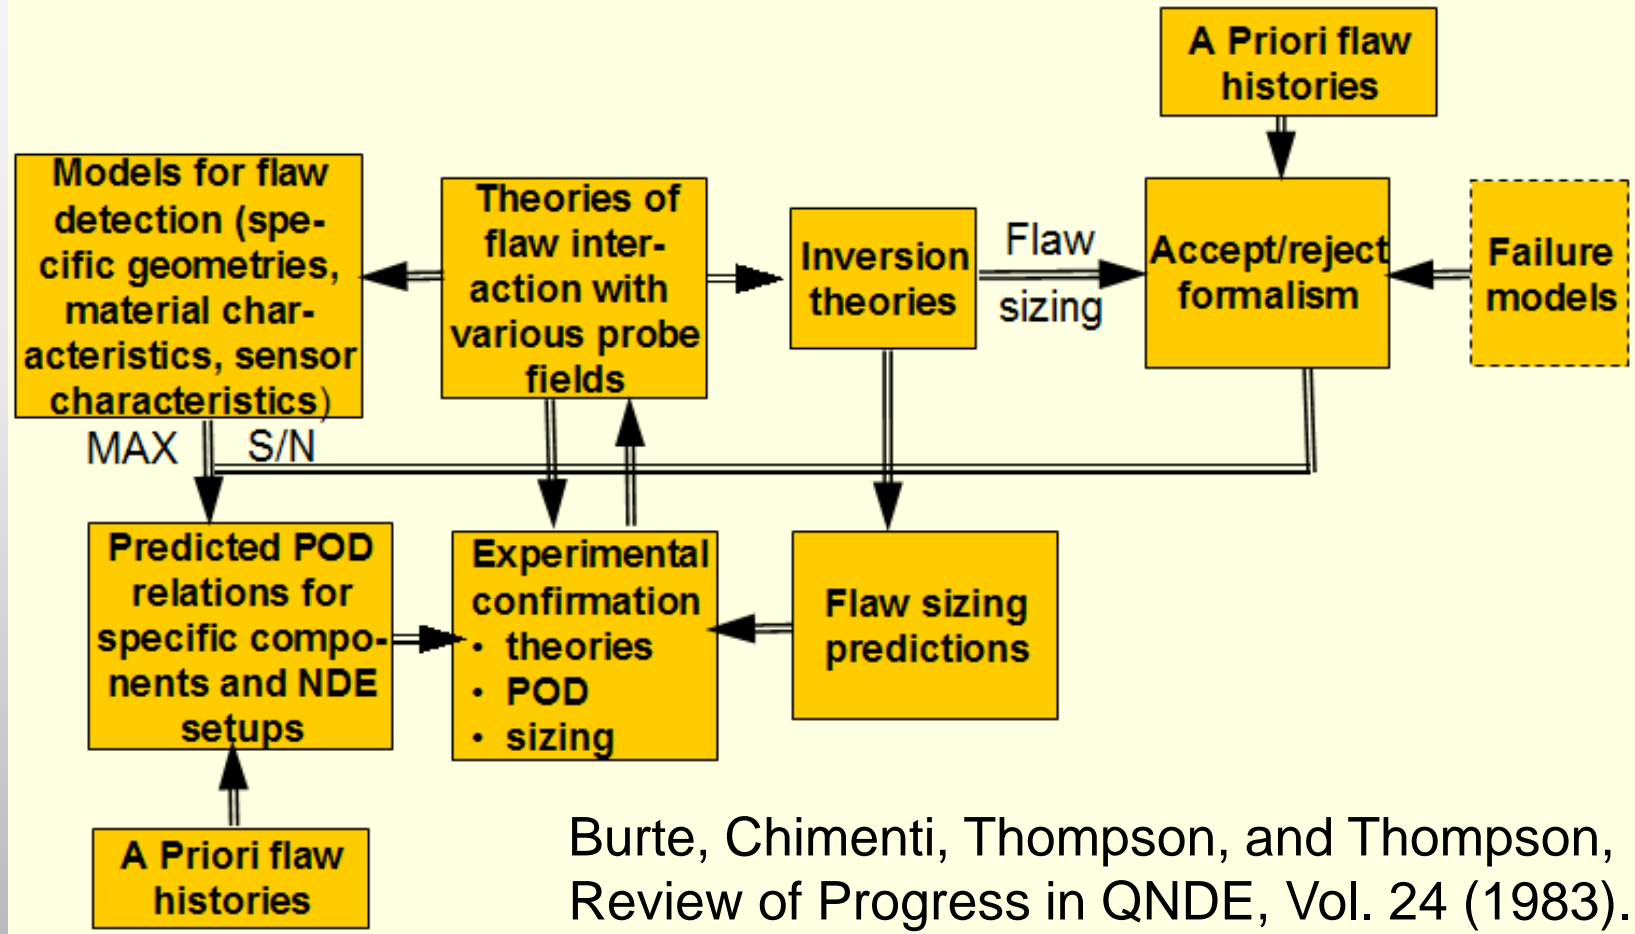 A Priori flaw
histories
Models for flaw
detection (spe-
cific geometries,
material char-
acteristics, sensor
characteristics)
Theories of
flaw inter-
action with
various probe
fields
Inversion
theories
Flaw
sizing
Accept/reject
formalism
Failure
models
MAX S/N
Predicted POD
relations for
specific compo-
nents and NDE
setups
Experimental
confirmation
• theories
• POD
• sizing
Flaw sizing
predictions
A Priori flaw
histories
Burte, Chimenti, Thompson, and Thompson,
Review of Progress in QNDE, Vol. 24 (1983).